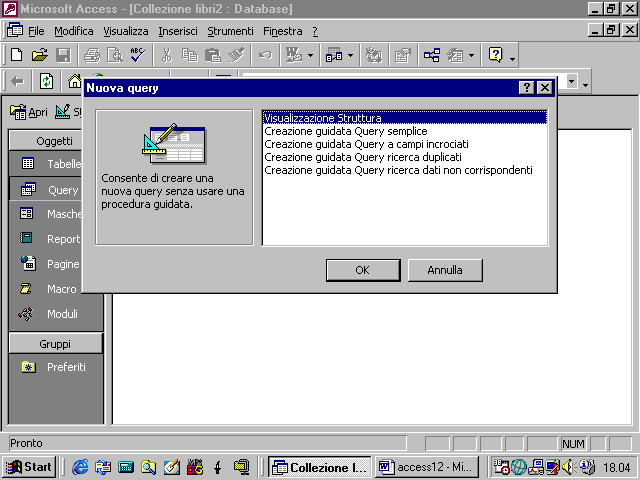 Microsoft Access - [Collezione libri2 : Database]
File Modifica Visualizza Inserisci Strumenti Finestra ?
Apri
Nuova query
Oggetti
Tabelle
Query
Masche
Report
Pagine
Macro
Moduli
Gruppi
Preferiti
Consente di creare una
nuova query senza usare una
procedura guidata.
Visualizzazione Struttura
Creazione guidata Query semplice
Creazione guidata Query a campi incrociati
Creazione guidata Query ricerca duplicati
Creazione guidata Query ricerca dati non corrispondenti
OK Annulla
Pronto NUM
Start Collezione l... access12 - Mi... 18.04